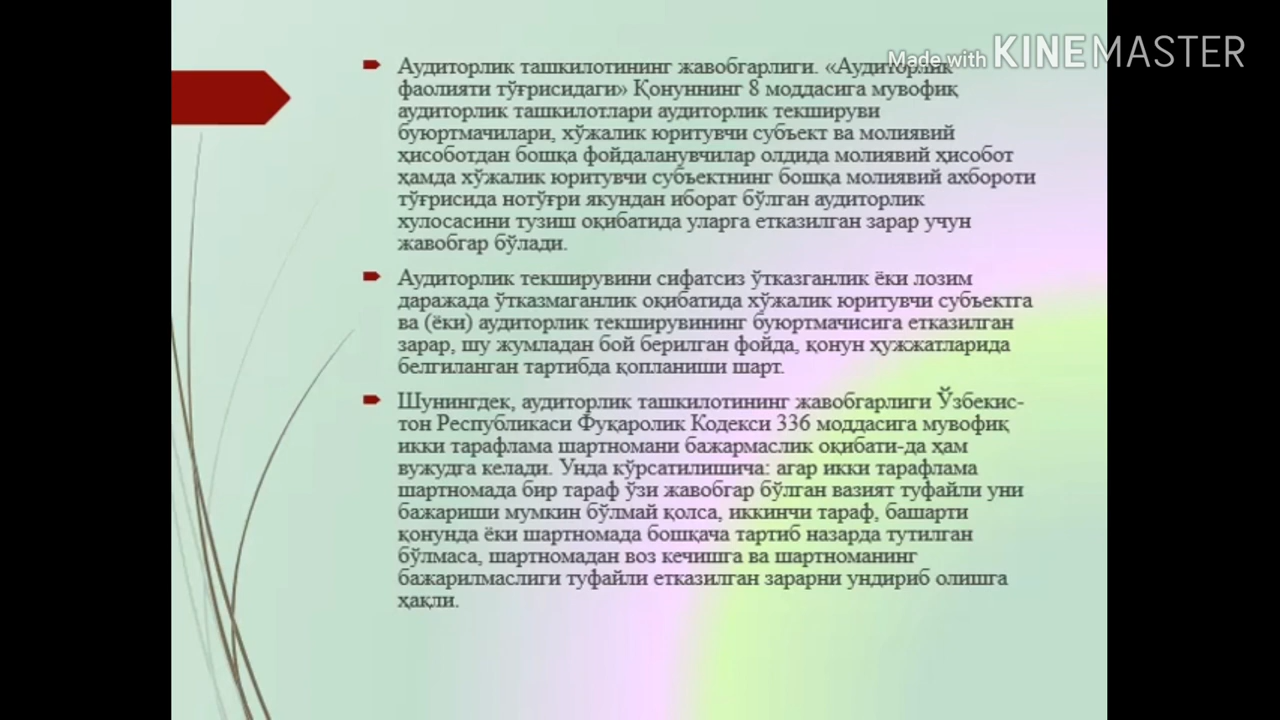 Made with KINEMASTER
Аудиторлик ташкилотининг жавобгарлиги. «Аудиторлик
фаолияти тўғрисидаги» Қонуннинг 8 моддасига мувофиқ
аудиторлик ташкилотлари аудиторлик текшируви
буюртмачилари, хўжалик юритувчи субъект ва молиявий
ҳисоботдан бошқа фойдаланувчилар олдида молиявий ҳисобот
ҳамда хўжалик юритувчи субъектнинг бошқа молиявий ахбороти
тўғрисида нотўғри якундан иборат бўлган аудиторлик
хулосасини тузиш оқибатида уларга етказилган зарар учун
жавобгар бўлади.
Аудиторлик текширувини сифатсиз ўтказганлик ёки лозим
даражада ўтказмаганлик оқибатида хўжалик юритувчи субъектга
ва (ёки) аудиторлик текширувининг буюртмачисига етказилган
зарар, шу жумладан бой берилган фойда, қонун ҳужжатларида
белгиланган тартибда қопланиши шарт.
Шунингдек, аудиторлик ташкилотининг жавобгарлиги Ўзбекис-
тон Республикаси Фуқаролик Кодекси 336 моддасига мувофиқ
икки тарафлама шартномани бажармаслик оқибати-да ҳам
вужудга келади. Унда кўрсатилишича: агар икки тарафлама
шартномада бир тараф ўзи жавобгар бўлган вазият туфайли уни
бажариши мумкин бўлмай қолса, иккинчи тараф, башарти
қонунда ёки шартномада бошқача тартиб назарда тутилган
бўлмаса, шартномадан воз кечишга ва шартноманинг
бажарилмаслиги туфайли етказилган зарарни ундириб олишга
ҳақли.